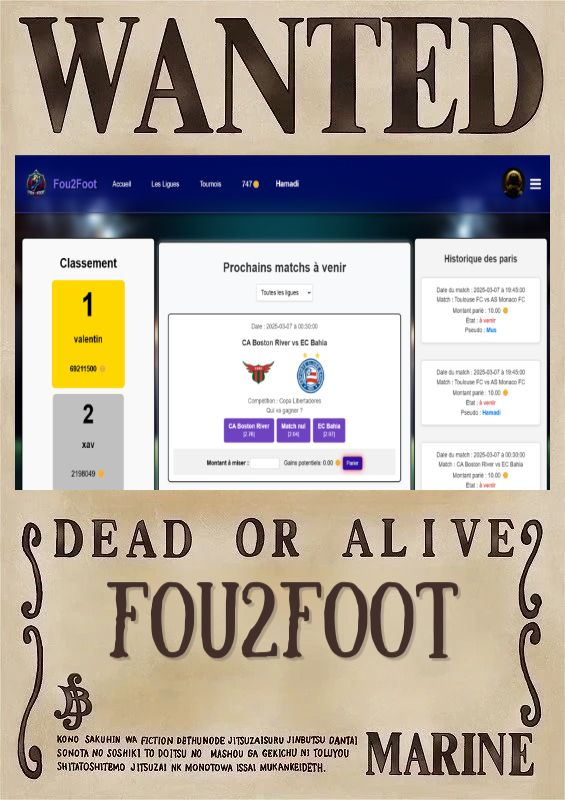 WANTED
Fou2Foot Accueil Les Ligues Tournois 747 Hamadi
Classement
1
valentin
69211500
2
xav
2198049
Prochains matchs à venir
Toutes les ligues
Date : 2025-03-07 à 00:30:00
CA Boston River vs EC Bahia
Compétition : Copa Libertadores
Qui va gagner ?
CA Boston River Match nul EC Bahia
Montant à miser : Gains potentiels: 0.00 Parier
Historique des paris
Date du match : 2025-03-07 à 19:45:00
Match : Toulouse FC vs AS Monaco FC
Montant parié : 10.00
État : à venir
Pseudo : Mus
Date du match : 2025-03-07 à 19:45:00
Match : Toulouse FC vs AS Monaco FC
Montant parié : 10.00
État : à venir
Pseudo : Hamadi
Date du match : 2025-03-07 à 00:30:00
Match : CA Boston River vs EC Bahia
Montant parié : 10.00
État : à venir
DEAD OR ALIVE
FOU2FOOT
KONO SAKUHIN WA FICTION DETHUNODE JITSUZAISURU JINBUTSU DANTAI
SONOTA NO SOSHIKI TO DOITSU NO MASHOU GA GEKICHU NI TOUYOU
SHITATOSHITEMO JITSUZAI NK MONOTOWA ISSAI MUKANKEIDETH.
MARINE